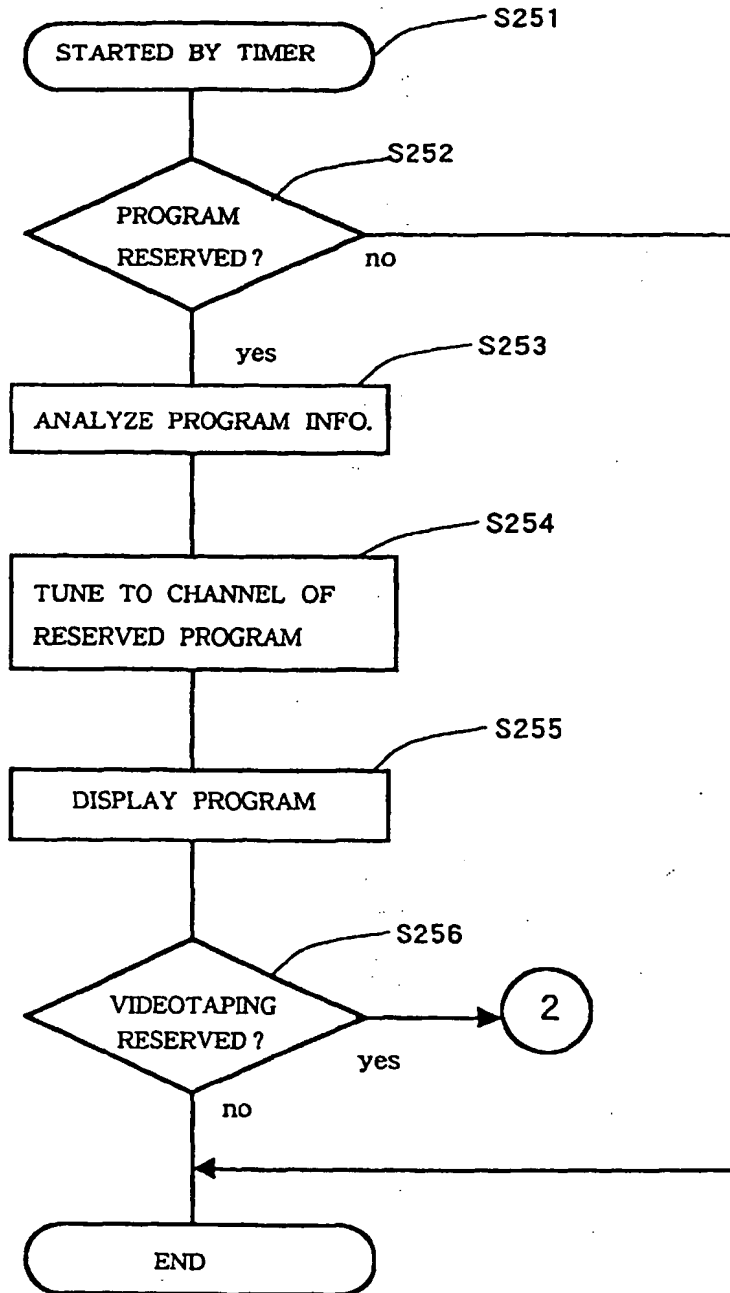 S251
STARTED BY TIMER
S252
PROGRAM
RESERVED?
no
yes
S253
ANALYZE PROGRAM INFO.
S254
TUNE TO CHANNEL OF
RESERVED PROGRAM
S255
DISPLAY PROGRAM
S256
VIDEOTAPING
RESERVED?
2
yes
no
END